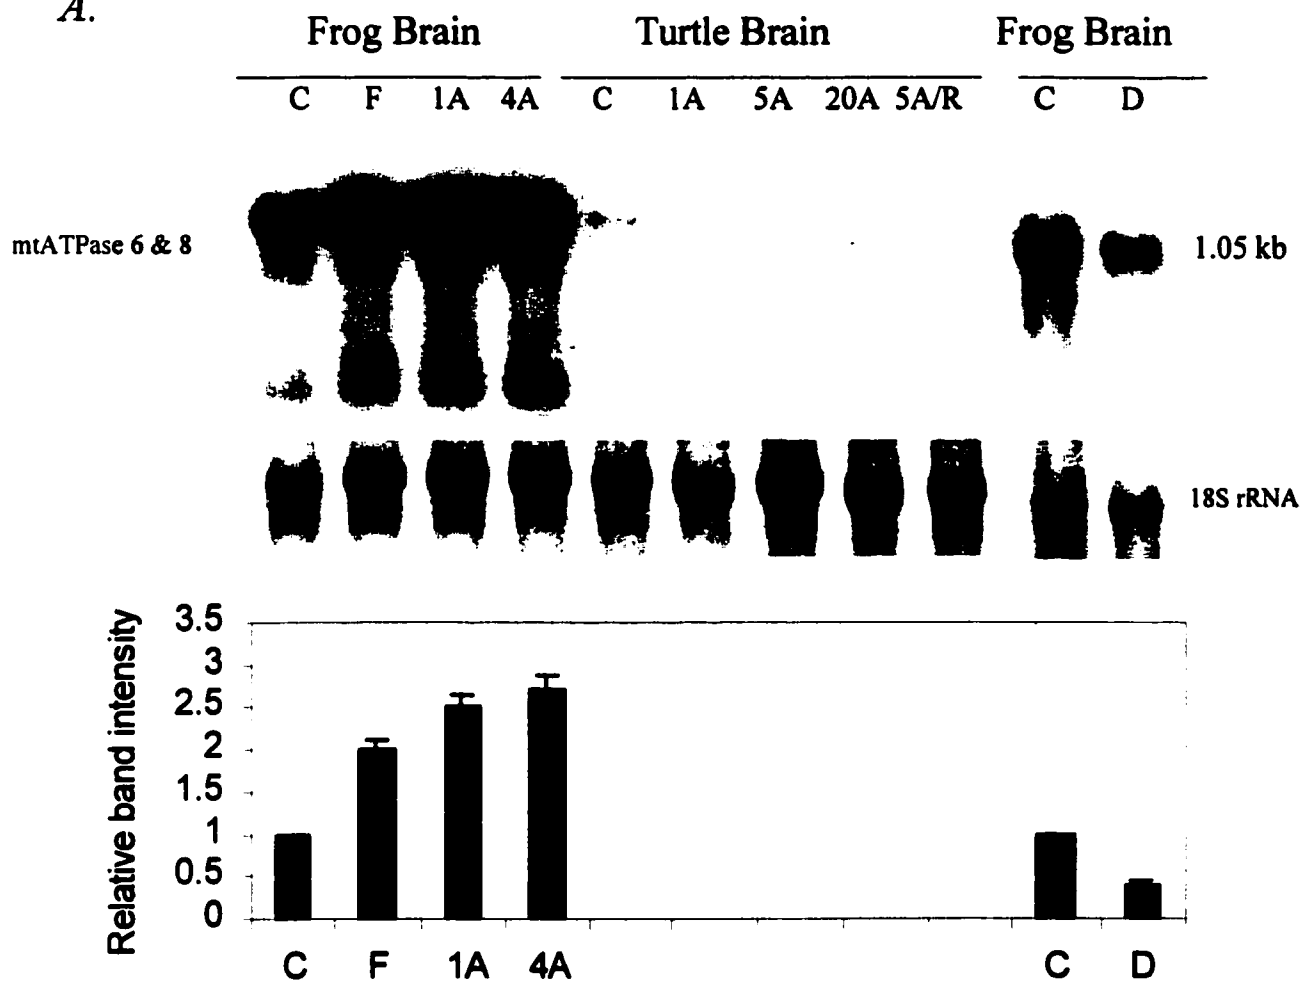 A.
Frog Brain Turtle Brain Frog Brain
C F 1A 4A C 1A 5A 20A 5A/R C D
mtATPase 6 & 8 1.05 kb
18S rRNA
Relative band intensity
3.5
3
2.5
2
1.5
1
0.5
0
C F 1A 4A C D